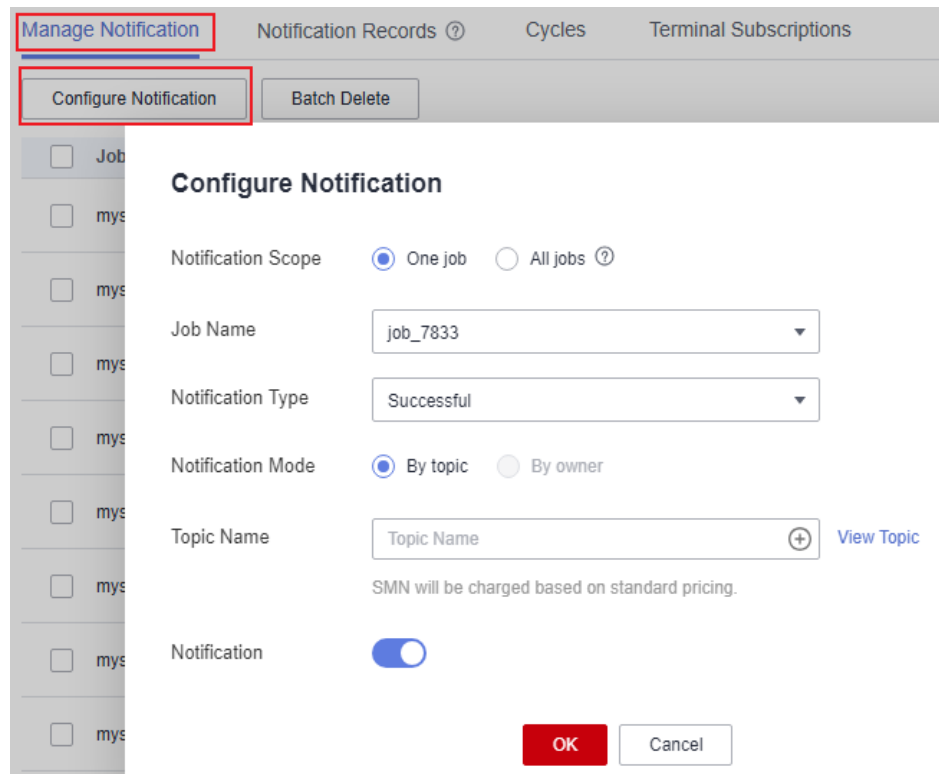 Manage Notification Notification Records ? Cycles Terminal Subscriptions
Configure Notification Batch Delete
Job
Configure Notification
mys
Notification Scope One job All jobs ?
mys
Job Name job_7833
mys
Notification Type Successful
mys
Notification Mode By topic By owner
mys
Topic Name Topic Name View Topic
mys
SMN will be charged based on standard pricing.
mys
Notification
mys
OK Cancel